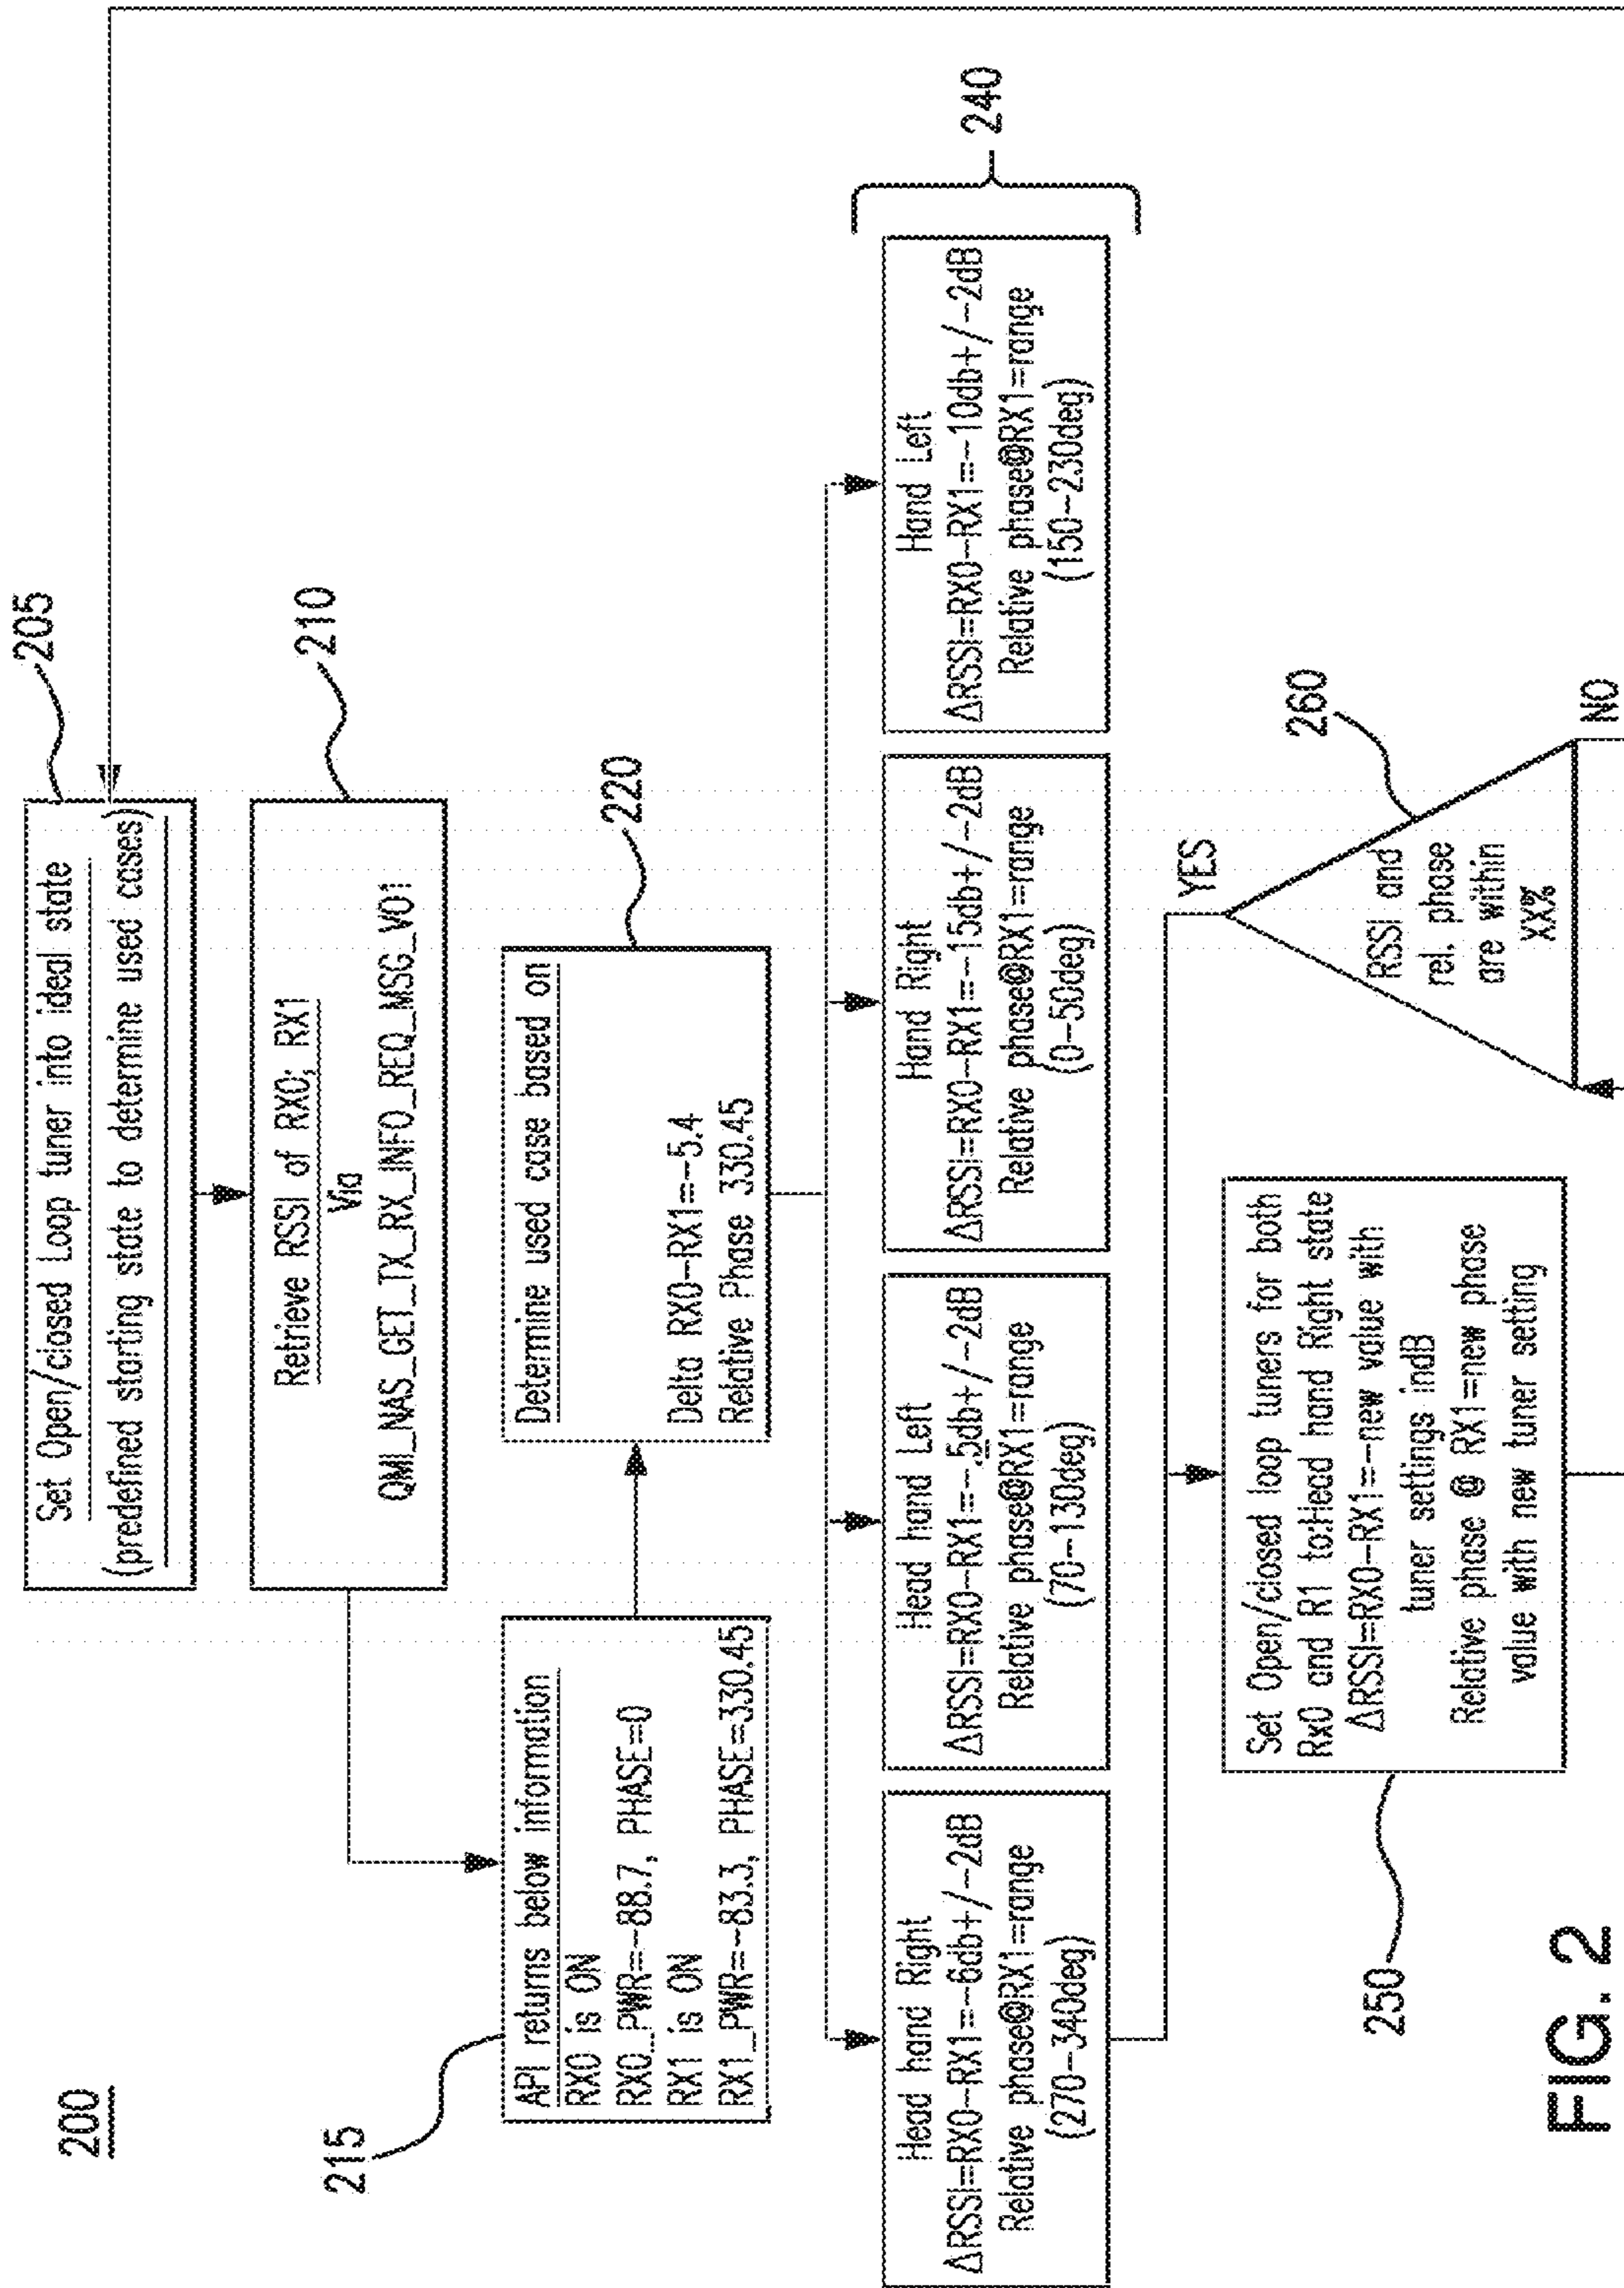 200
205
Set Open/closed Loop tuner into ideal state
(predefined starting state to determine used cases)
210
Retrieve RSSI of RX0; RX1
Via
QMI_NAS_GET_TX_RX_INFO_REQ_MSG_V01
215
API returns below information
RX0 is ON
RX0_PWR=-88.7, PHASE=0
RX1 is ON
RX1_PWR=-83.3, PHASE=330.45
220
Determine used case based on
Delta RX0-RX1=-5.4
Relative Phase 330.45
240
Head hand Right
ΔRSSI=RX0-RX1=-6db+/-2dB
Relative phase@RX1=range
(270-340deg)
Head hand Left
ΔRSSI=RX0-RX1=-.5db+/-2dB
Relative phase@RX1=range
(70-130deg)
Hand Right
ΔRSSI=RX0-RX1=-15db+/-2dB
Relative phase@RX1=range
(0-50deg)
Hand Left
ΔRSSI=RX0-RX1=-10db+/-2dB
Relative phase@RX1=range
(150-230deg)
250
Set Open/closed loop tuners for both
Rx0 and R1 to:Head hand Right state
ΔRSSI=RX0-RX1=-new value with
tuner settings indB
Relative phase @ RX1=new phase
value with new tuner setting
YES
260
RSSI and
rel. phase
are within
XX%
NO
FIG. 2